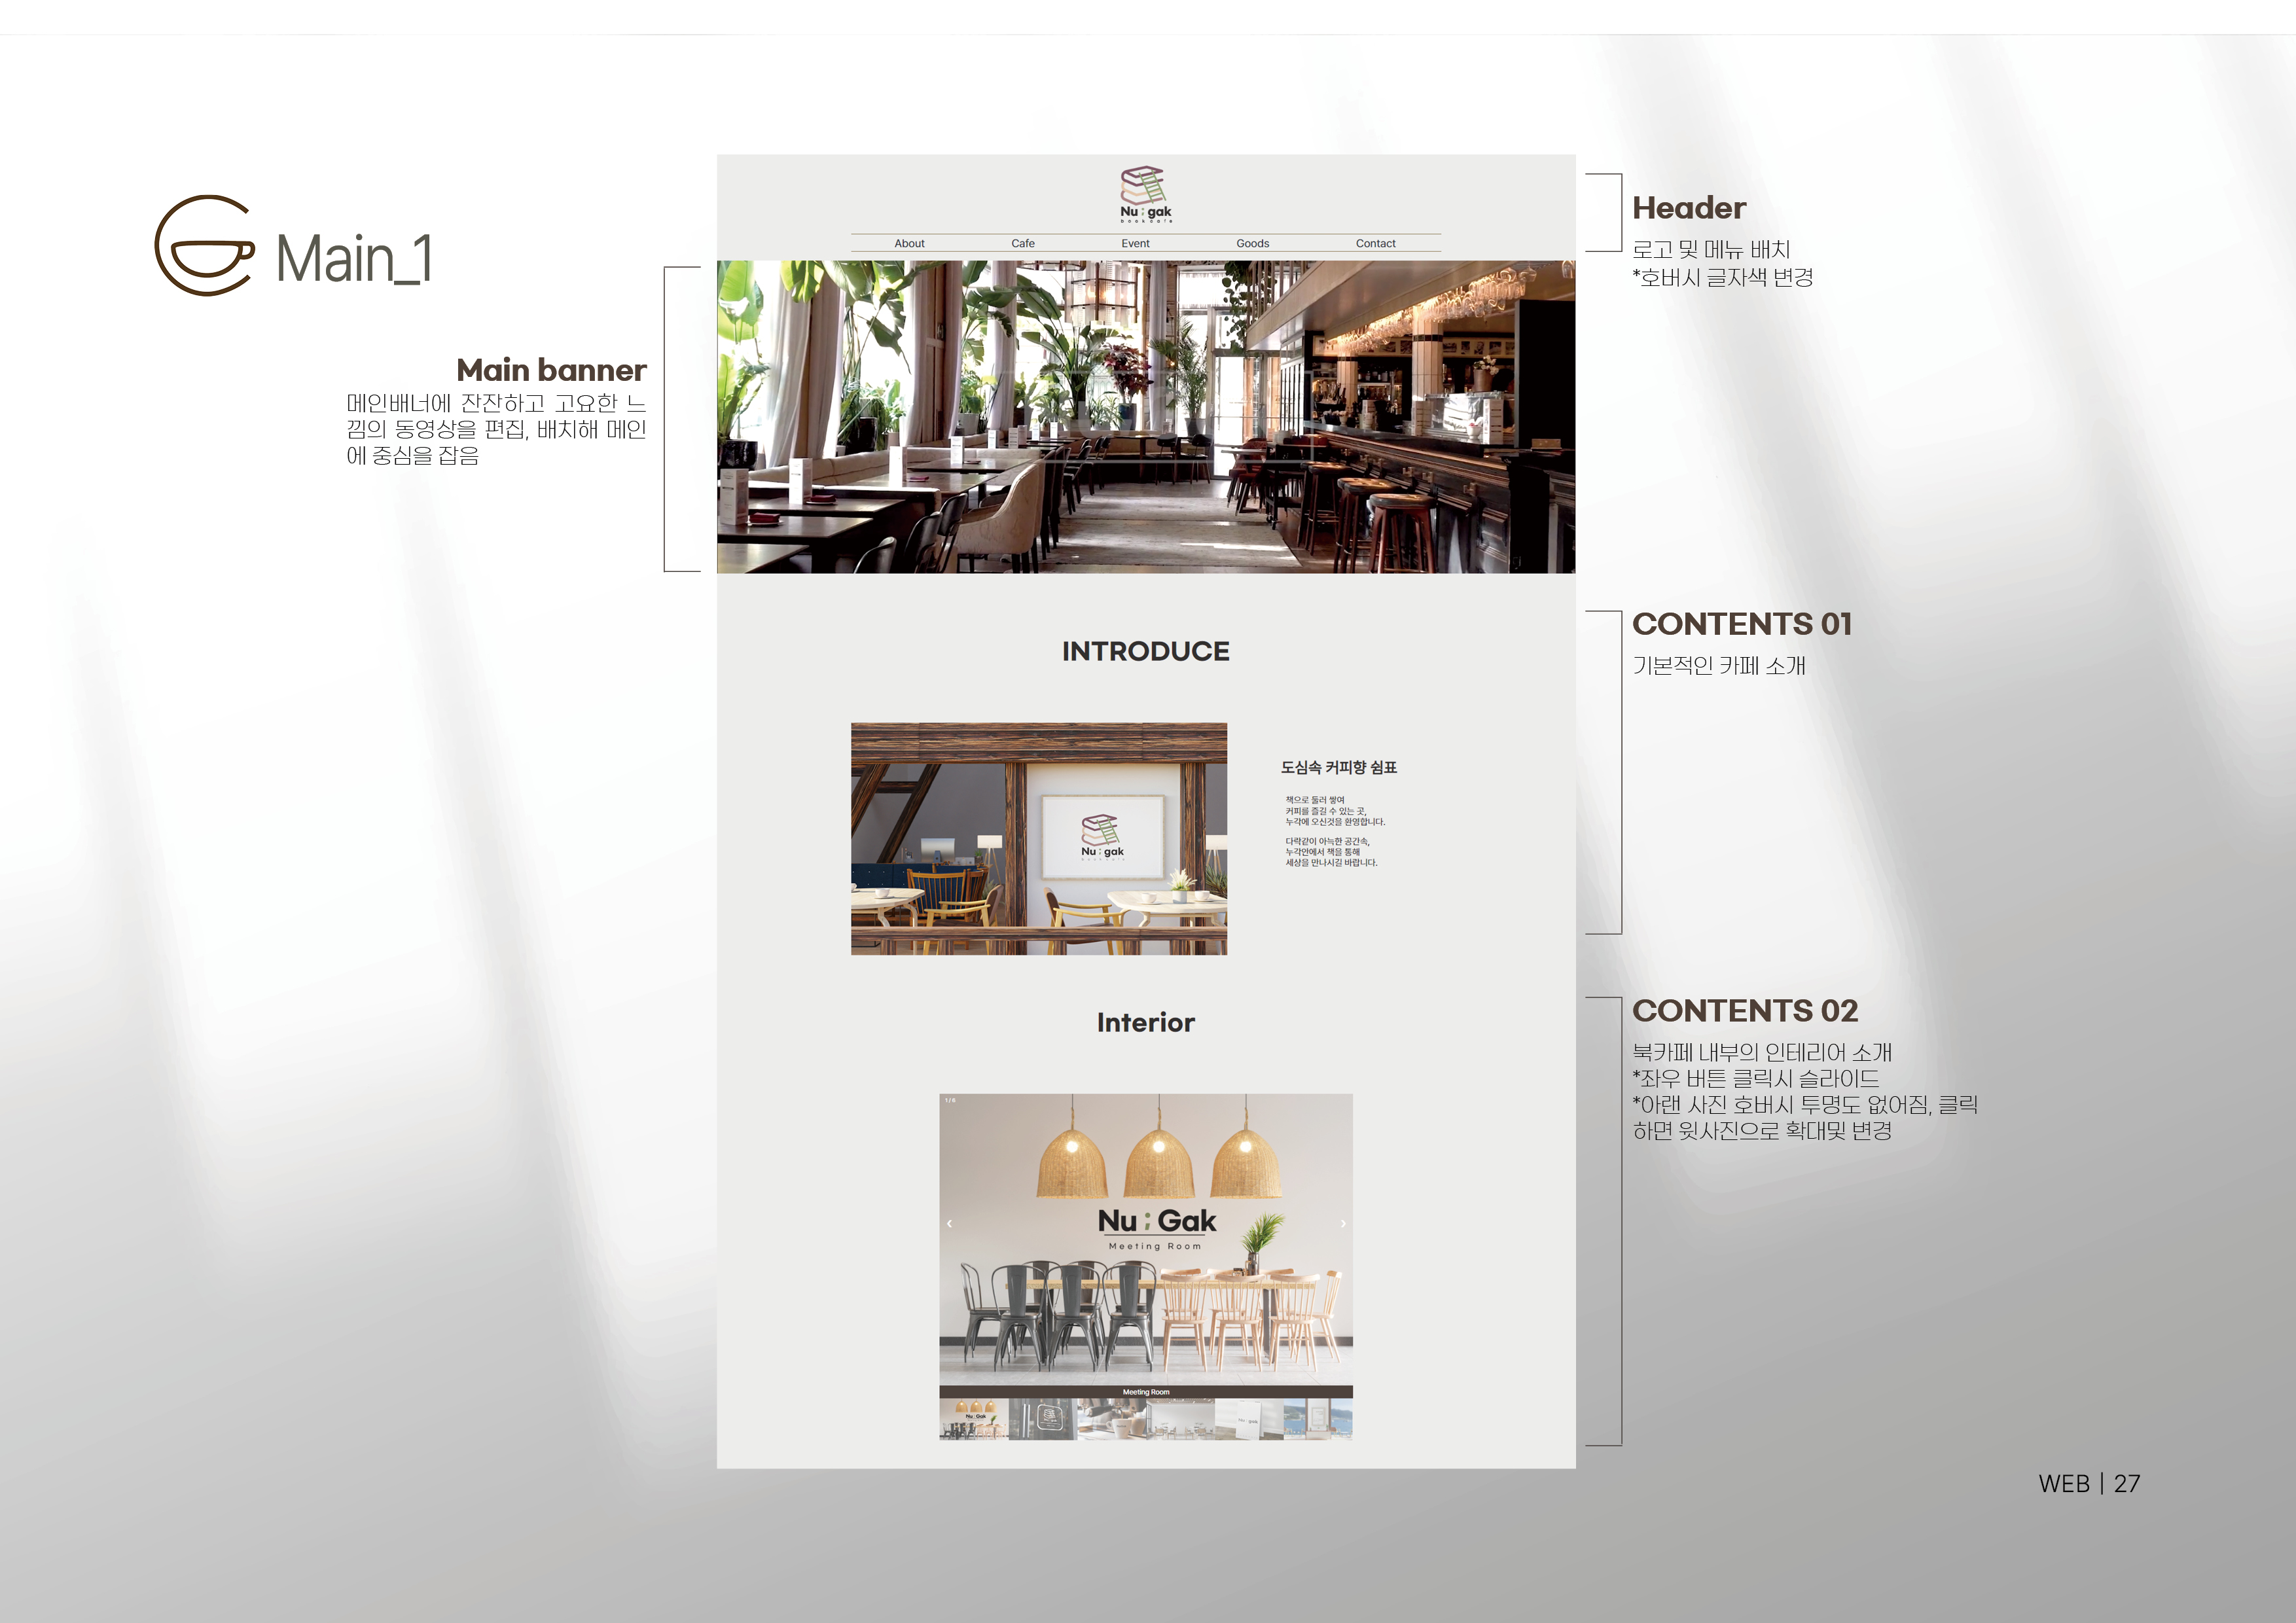 Main_1
Main banner
메인배너에 잔잔하고 고요한 느
낌의 동영상을 편집, 배치해 메인
에 중심을 잡음
Nu;gak
bookcafe
About Cafe Event Goods Contact
Header
로고 및 메뉴 배치
*호버시 글자색 변경
INTRODUCE
CONTENTS 01
기본적인 카페 소개
Nu;gak
도심속 커피향 쉼표
책으로 둘러 쌓여
커피를 즐길 수 있는 곳,
누각에 오신것을 환영합니다.
다락같이 아늑한 공간속,
누각안에서 책을 통해
세상을 만나시길 바랍니다.
Interior
CONTENTS 02
북카페 내부의 인테리어 소개
*좌우 버튼 클릭시 슬라이드
*아랜 사진 호버시 투명도 없어짐, 클릭
하면 윗사진으로 확대및 변경
1 / 6
Nu;Gak
Meeting Room
Meeting Room
Nu;Gak
WEB | 27